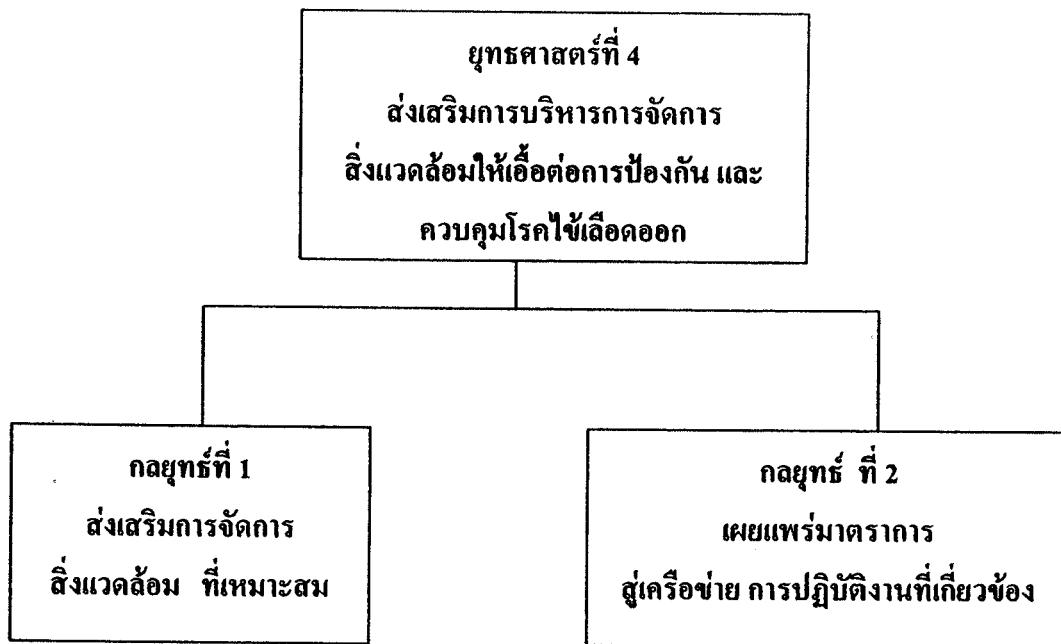 ยุทธศาสตร์ที่ 4
ส่งเสริมการบริหารการจัดการ
สิ่งแวดล้อมให้เอื้อต่อการป้องกัน และ
ควบคุมโรคไข้เลือดออก
กลยุทธ์ที่ 1
ส่งเสริมการจัดการ
สิ่งแวดล้อม ที่เหมาะสม
กลยุทธ์ ที่ 2
เผยแพร่มาตราการ
สู่เครือข่าย การปฏิบัติงานที่เกี่ยวข้อง